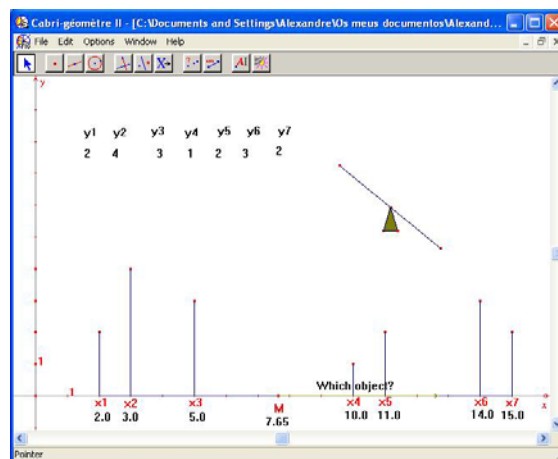 Cabri-géomètre II - [C:\Documents and Settings\Alexandre\Os meus documentos\Alexand...
File Edit Options Window Help
y
y1 y2 y3 y4 y5 y6 y7
2 4 3 1 2 3 2
1
1 Which object?
x1 x2 x3 M x4 x5 x6 x7 x
2.0 3.0 5.0 7.65 10.0 11.0 14.0 15.0
Pointer